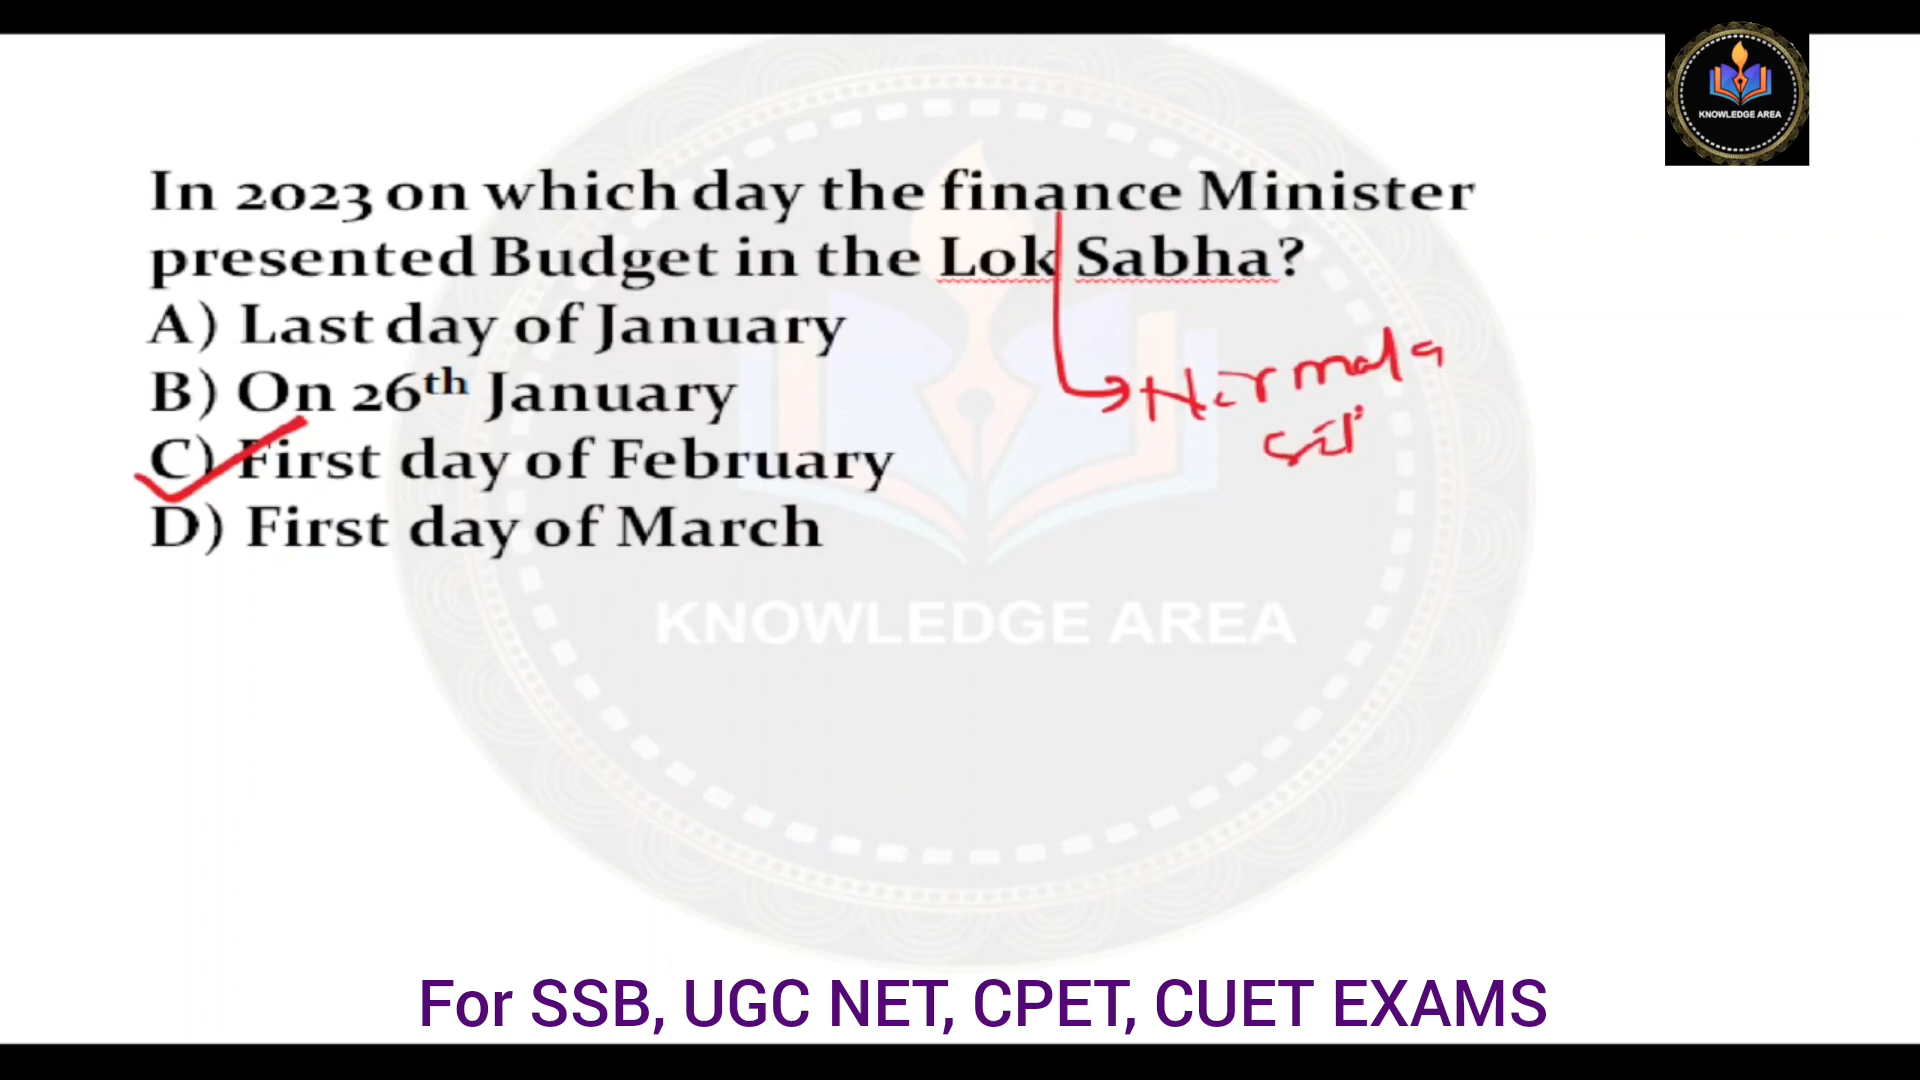 KNOWLEDGE AREA
In 2023 on which day the finance Minister
presented Budget in the Lok Sabha?
A) Last day of January
B) On 26th January
C) First day of February
D) First day of March
Nirmala
Sit
KNOWLEDGE AREA
For SSB, UGC NET, CPET, CUET EXAMS